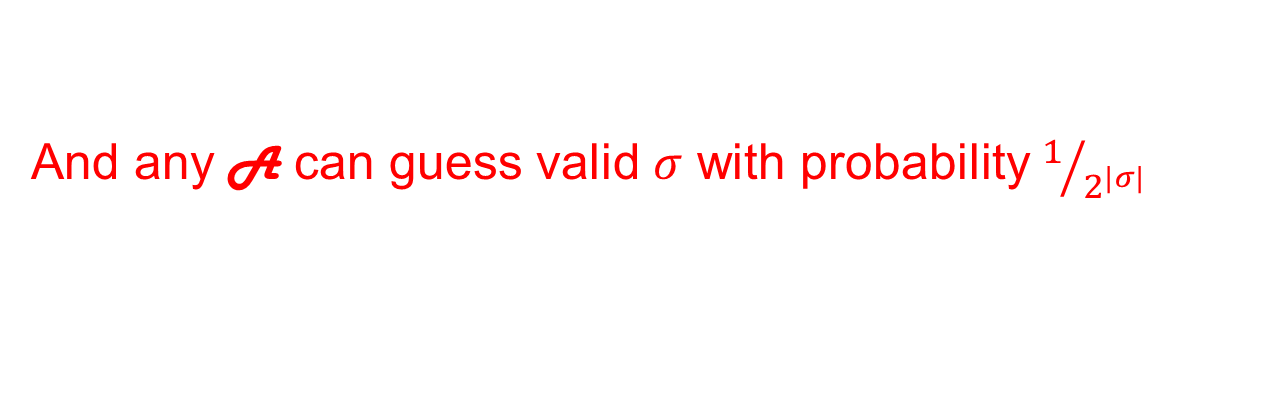 And any 𝓐 can guess valid 𝜎 with probability 1/2^|𝜎|